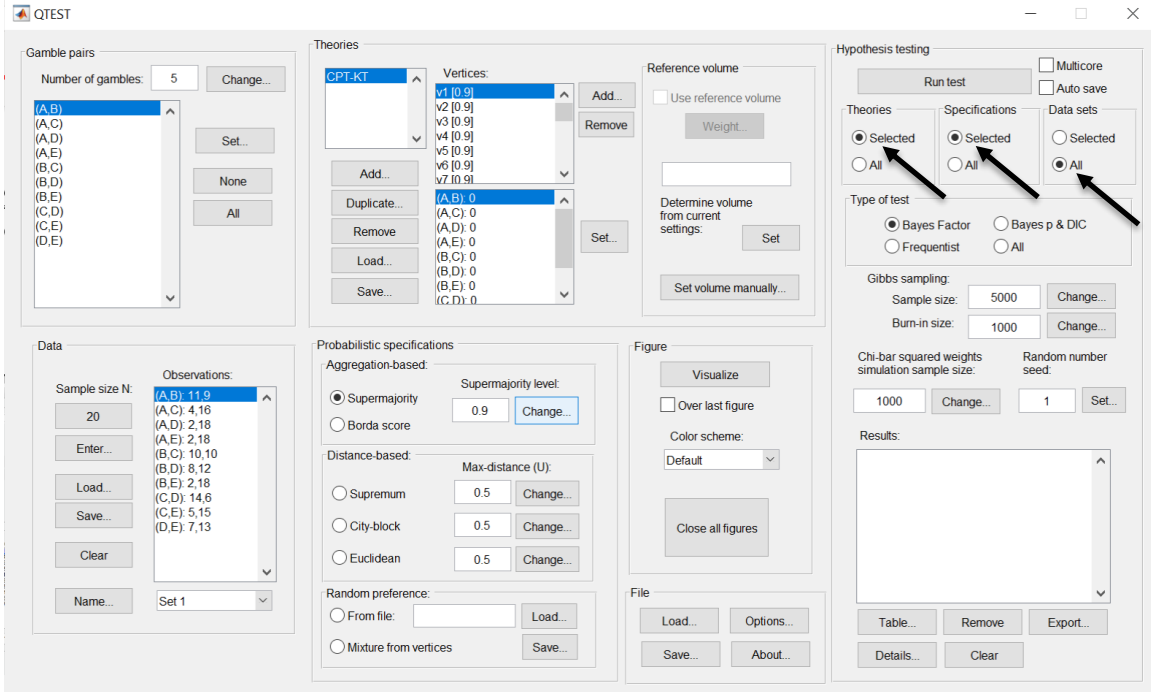 QTEST
Gamble pairs
Number of gambles: 5 Change...
(A,B)
(A,C)
(A,D)
(A,E)
(B,C)
(B,D)
(B,E)
(C,D)
(C,E)
(D,E)
Set...
None
All
Theories
CPT-KT
Vertices:
v1 [0.9]
v2 [0.9]
v3 [0.9]
v4 [0.9]
v5 [0.9]
v6 [0.9]
v7 [0.9]
Add...
Remove
Add...
Duplicate...
Remove
Load...
Save...
(A,B): 0
(A,C): 0
(A,D): 0
(A,E): 0
(B,C): 0
(B,D): 0
(B,E): 0
(C,D): 0
Set...
Reference volume
Use reference volume
Weight...
Determine volume
from current
settings:
Set
Set volume manually...
Hypothesis testing
Run test
Multicore
Auto save
Theories
Selected
All
Specifications
Selected
All
Data sets
Selected
All
Type of test
Bayes Factor
Bayes p & DIC
Frequentist
All
Gibbs sampling:
Sample size: 5000 Change...
Burn-in size: 1000 Change...
Chi-bar squared weights
simulation sample size:
1000 Change...
Random number
seed:
1 Set...
Results:
Table...
Remove
Export...
Details...
Clear
Data
Sample size N:
20
Enter...
Load...
Save...
Clear
Name...
Observations:
(A,B): 11,9
(A,C): 4,16
(A,D): 2,18
(A,E): 2,18
(B,C): 10,10
(B,D): 8,12
(B,E): 2,18
(C,D): 14,6
(C,E): 5,15
(D,E): 7,13
Set 1
Probabilistic specifications
Aggregation-based:
Supermajority
Borda score
Supermajority level:
0.9 Change...
Distance-based:
Max-distance (U):
Supremum 0.5 Change...
City-block 0.5 Change...
Euclidean 0.5 Change...
Random preference:
From file: Load...
Mixture from vertices Save...
Figure
Visualize
Over last figure
Color scheme:
Default
Close all figures
File
Load...
Options...
Save...
About...